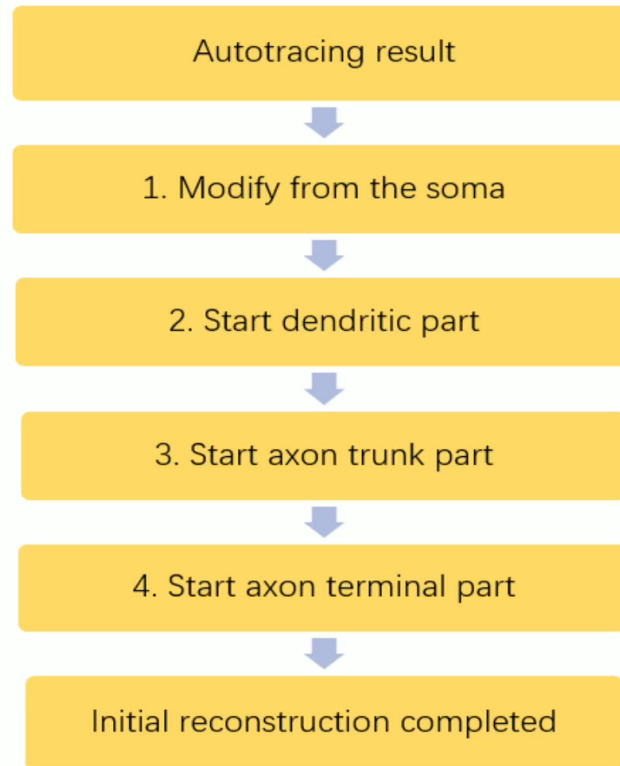 Autotracing result
1. Modify from the soma
2. Start dendritic part
3. Start axon trunk part
4. Start axon terminal part
Initial reconstruction completed